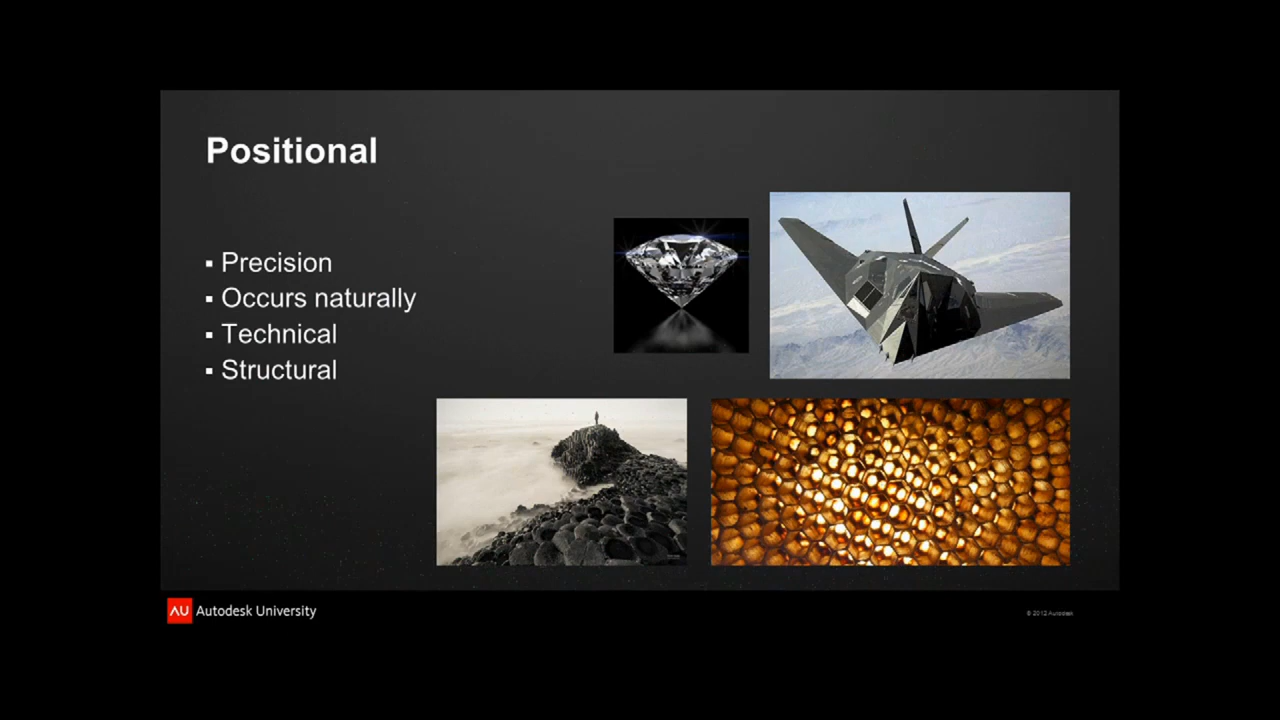 Positional
▪ Precision
▪ Occurs naturally
▪ Technical
▪ Structural
AU Autodesk University
© 2012 Autodesk